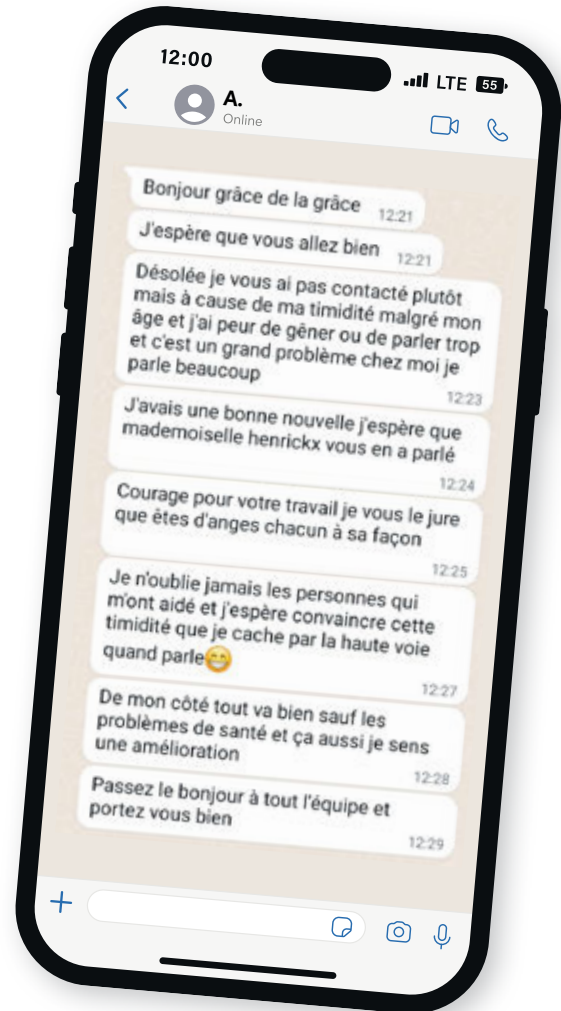 12:00
LTE 55
A.
Online
Bonjour grâce de la grâce 12:21
J'espère que vous allez bien 12:21
Désolée je vous ai pas contacté plutôt
mais à cause de ma timidité malgré mon
âge et j'ai peur de gêner ou de parler trop
et c'est un grand problème chez moi je
parle beaucoup
12:23
J'avais une bonne nouvelle j'espère que
mademoiselle henrickx vous en a parlé
12:24
Courage pour votre travail je vous le jure
que êtes d'anges chacun à sa façon
12:25
Je n'oublie jamais les personnes qui
m'ont aidé et j'espère convaincre cette
timidité que je cache par la haute voie
quand parle😁
12:27
De mon côté tout va bien sauf les
problèmes de santé et ça aussi je sens
une amélioration
12:28
Passez le bonjour à tout l'équipe et
portez vous bien
12:29